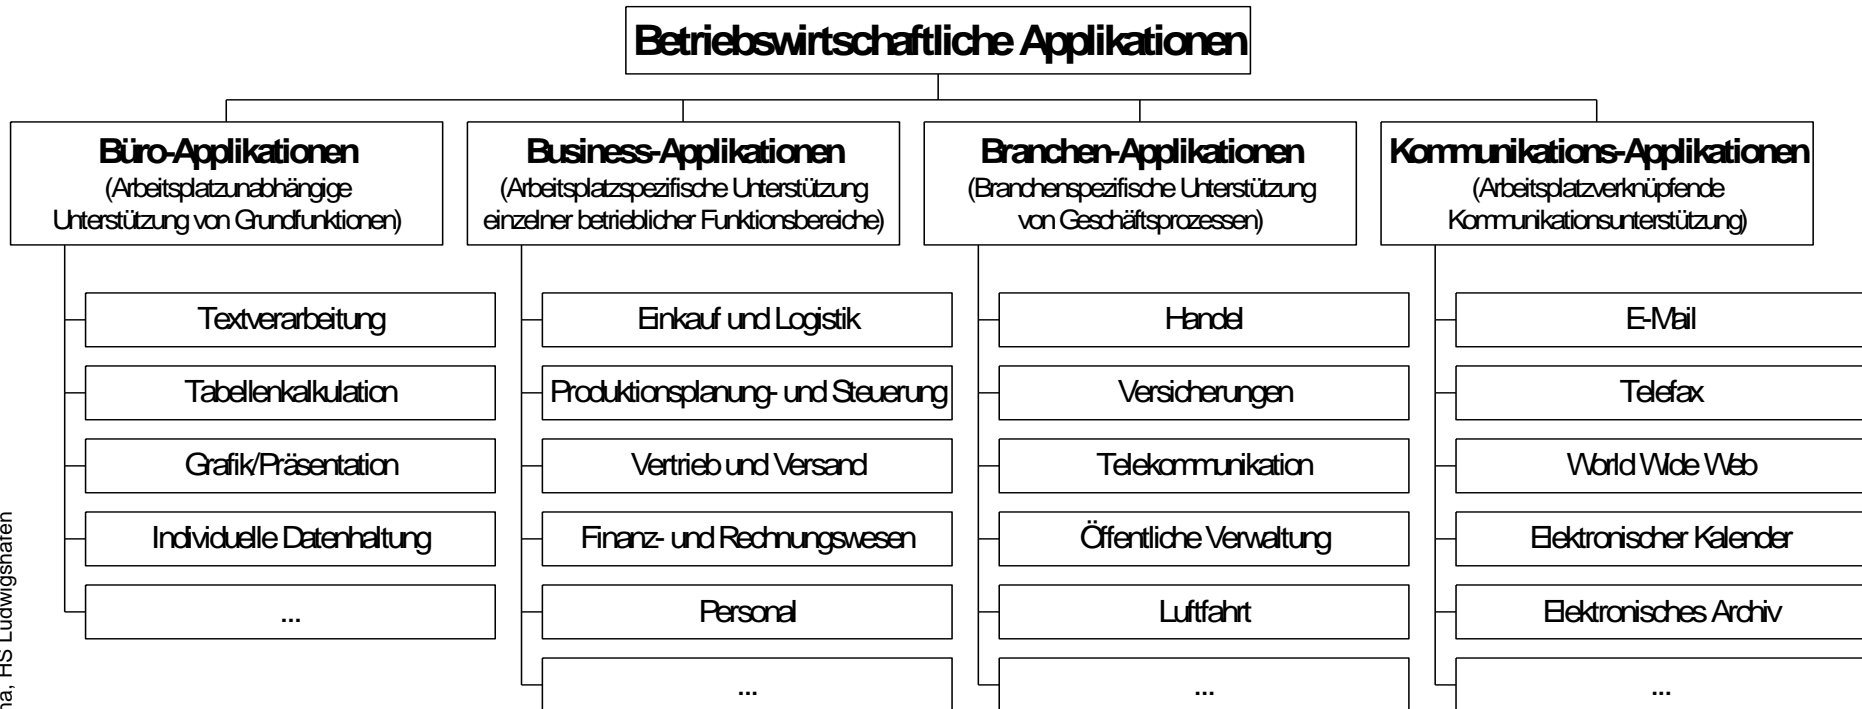 Betriebswirtschaftliche Applikationen
Büro-Applikationen
(Arbeitsplatzunabhängige
Unterstützung von Grundfunktionen)
Textverarbeitung
Tabellenkalkulation
Grafik/Präsentation
Individuelle Datenhaltung
...
Business-Applikationen
(Arbeitsplatzspezifische Unterstützung
einzelner betrieblicher Funktionsbereiche)
Einkauf und Logistik
Produktionsplanung- und Steuerung
Vertrieb und Versand
Finanz- und Rechnungswesen
Personal
...
Branchen-Applikationen
(Branchenspezifische Unterstützung
von Geschäftsprozessen)
Handel
Versicherungen
Telekommunikation
Öffentliche Verwaltung
Luftfahrt
...
Kommunikations-Applikationen
(Arbeitsplatzverknüpfende
Kommunikationsunterstützung)
E-Mail
Telefax
World Wide Web
Elektronischer Kalender
Elektronisches Archiv
...
HS Ludwigshafen